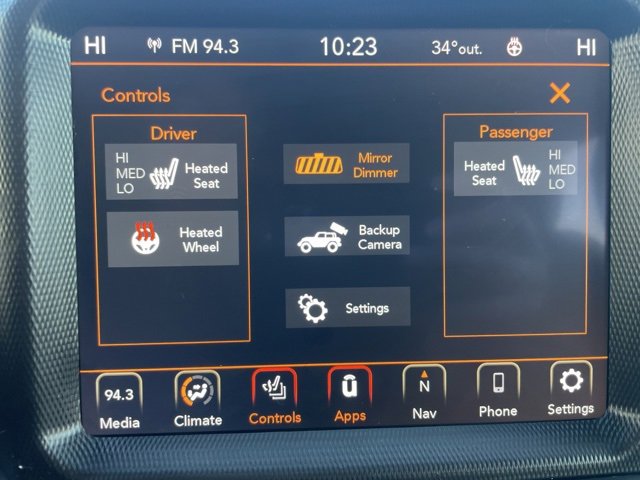 HI FM 94.3 10:23 34°out. HI
Controls
Driver
HI
MED
LO
Heated
Seat
Heated
Wheel
Mirror
Dimmer
Backup
Camera
Settings
Passenger
Heated
Seat
HI
MED
LO
94.3
Media
Climate
Controls
Apps
N
Nav
Phone
Settings